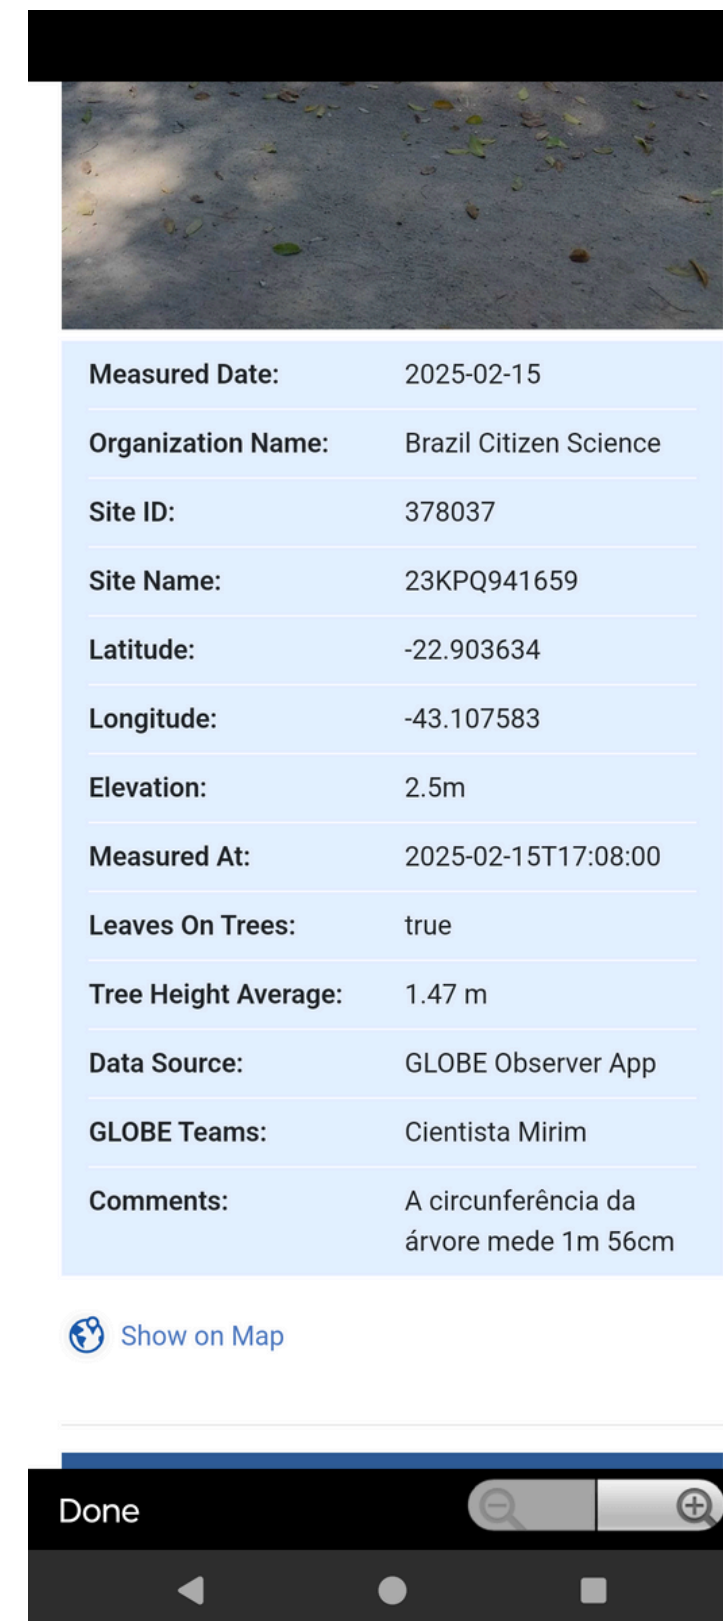 Measured Date: 2025-02-15
Organization Name: Brazil Citizen Science
Site ID: 378037
Site Name: 23KPQ941659
Latitude: -22.903634
Longitude: -43.107583
Elevation: 2.5m
Measured At: 2025-02-15T17:08:00
Leaves On Trees: true
Tree Height Average: 1.47 m
Data Source: GLOBE Observer App
GLOBE Teams: Cientista Mirim
Comments: A circunferência da
árvore mede 1m 56cm
Show on Map
Done